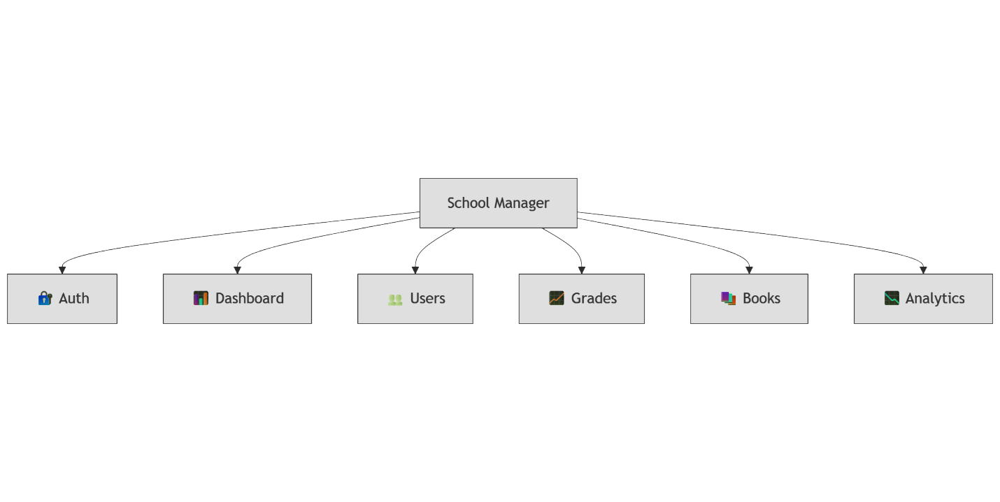 School Manager
🔐 Auth
📊 Dashboard
👥 Users
📈 Grades
📚 Books
📉 Analytics